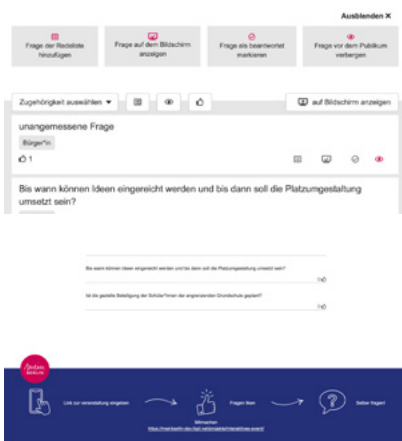 Ausblenden ✕
Frage der Redeliste hinzufügen
Frage auf dem Bildschirm anzeigen
Frage als beantwortet markieren
Frage vor dem Publikum verbergen
Zugehörigkeit auswählen ▼
auf Bildschirm anzeigen
unangemessene Frage
Bürger*in
1
Bis wann können Ideen eingereicht werden und bis dann soll die Platzumgestaltung
umsetzt sein?
Bis wann können Ideen eingereicht werden und bis dann soll die Platzumgestaltung umsetzt sein?
Ist die gezielte Beteiligung der Schüler*innen der angrenzenden Grundschule geplant?
BERLIN
Link zur veranstaltung eingeben
Fragen liken
Selber fragen!
Mitmachen